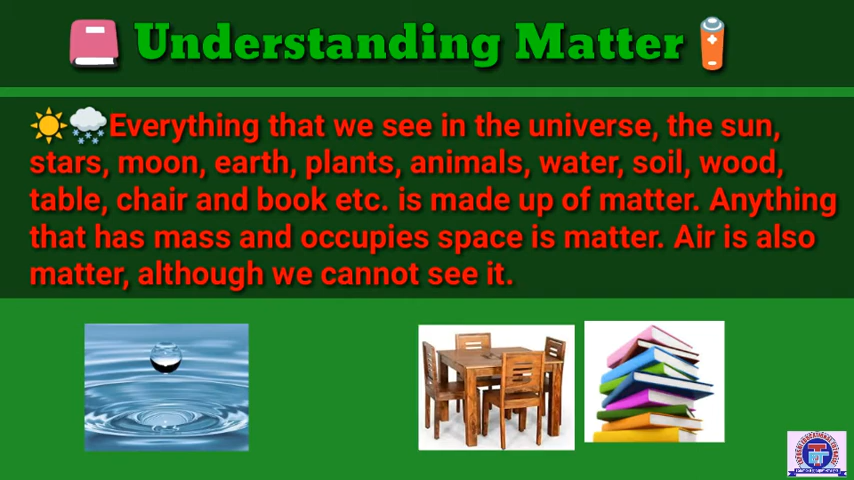 Understanding Matter
Everything that we see in the universe, the sun,
stars, moon, earth, plants, animals, water, soil, wood,
table, chair and book etc. is made up of matter. Anything
that has mass and occupies space is matter. Air is also
matter, although we cannot see it.